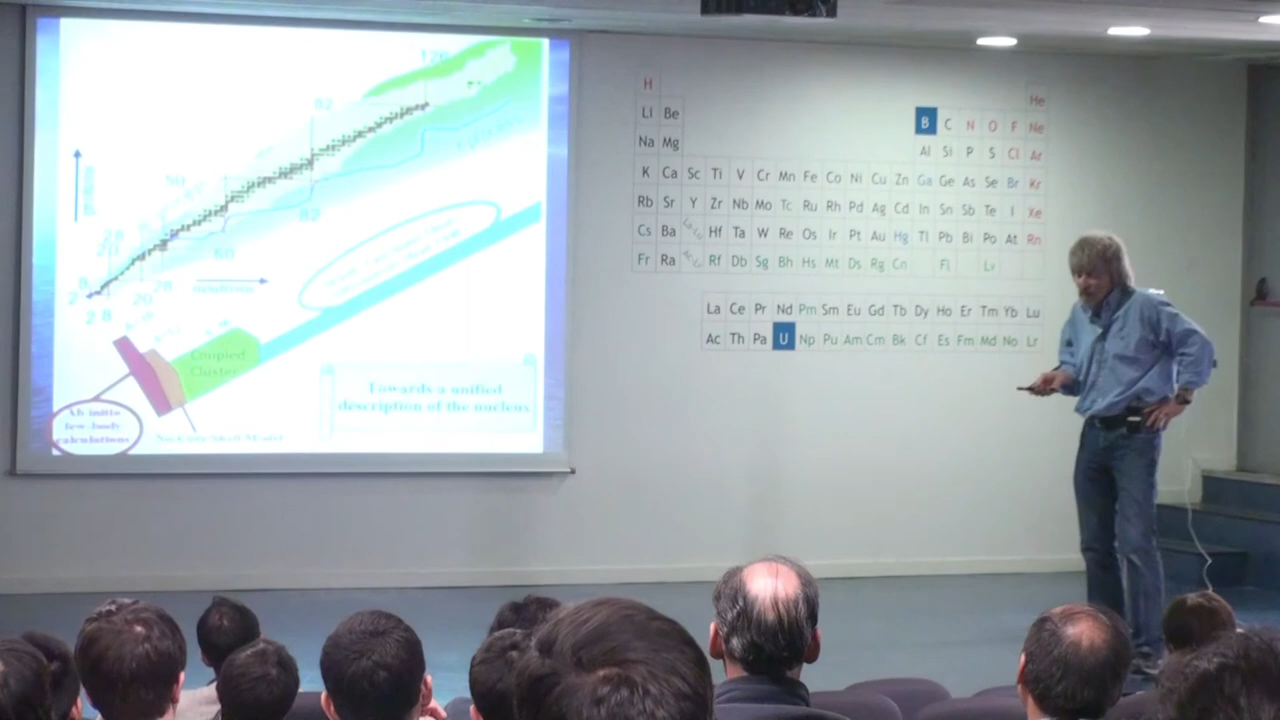 126
82
50
82
28
20
50
8
28
2
20
2 8
neutrons
Coupled
Cluster
Towards a unified
description of the nucleus
Ab initio
few-body
calculations
No-Core Shell Model
H He
Li Be B C N O F Ne
Na Mg Al Si P S Cl Ar
K Ca Sc Ti V Cr Mn Fe Co Ni Cu Zn Ga Ge As Se Br Kr
Rb Sr Y Zr Nb Mo Tc Ru Rh Pd Ag Cd In Sn Sb Te I Xe
Cs Ba La-Lu Hf Ta W Re Os Ir Pt Au Hg Tl Pb Bi Po At Rn
Fr Ra Ac-Lr Rf Db Sg Bh Hs Mt Ds Rg Cn Fl Lv
La Ce Pr Nd Pm Sm Eu Gd Tb Dy Ho Er Tm Yb Lu
Ac Th Pa U Np Pu Am Cm Bk Cf Es Fm Md No Lr